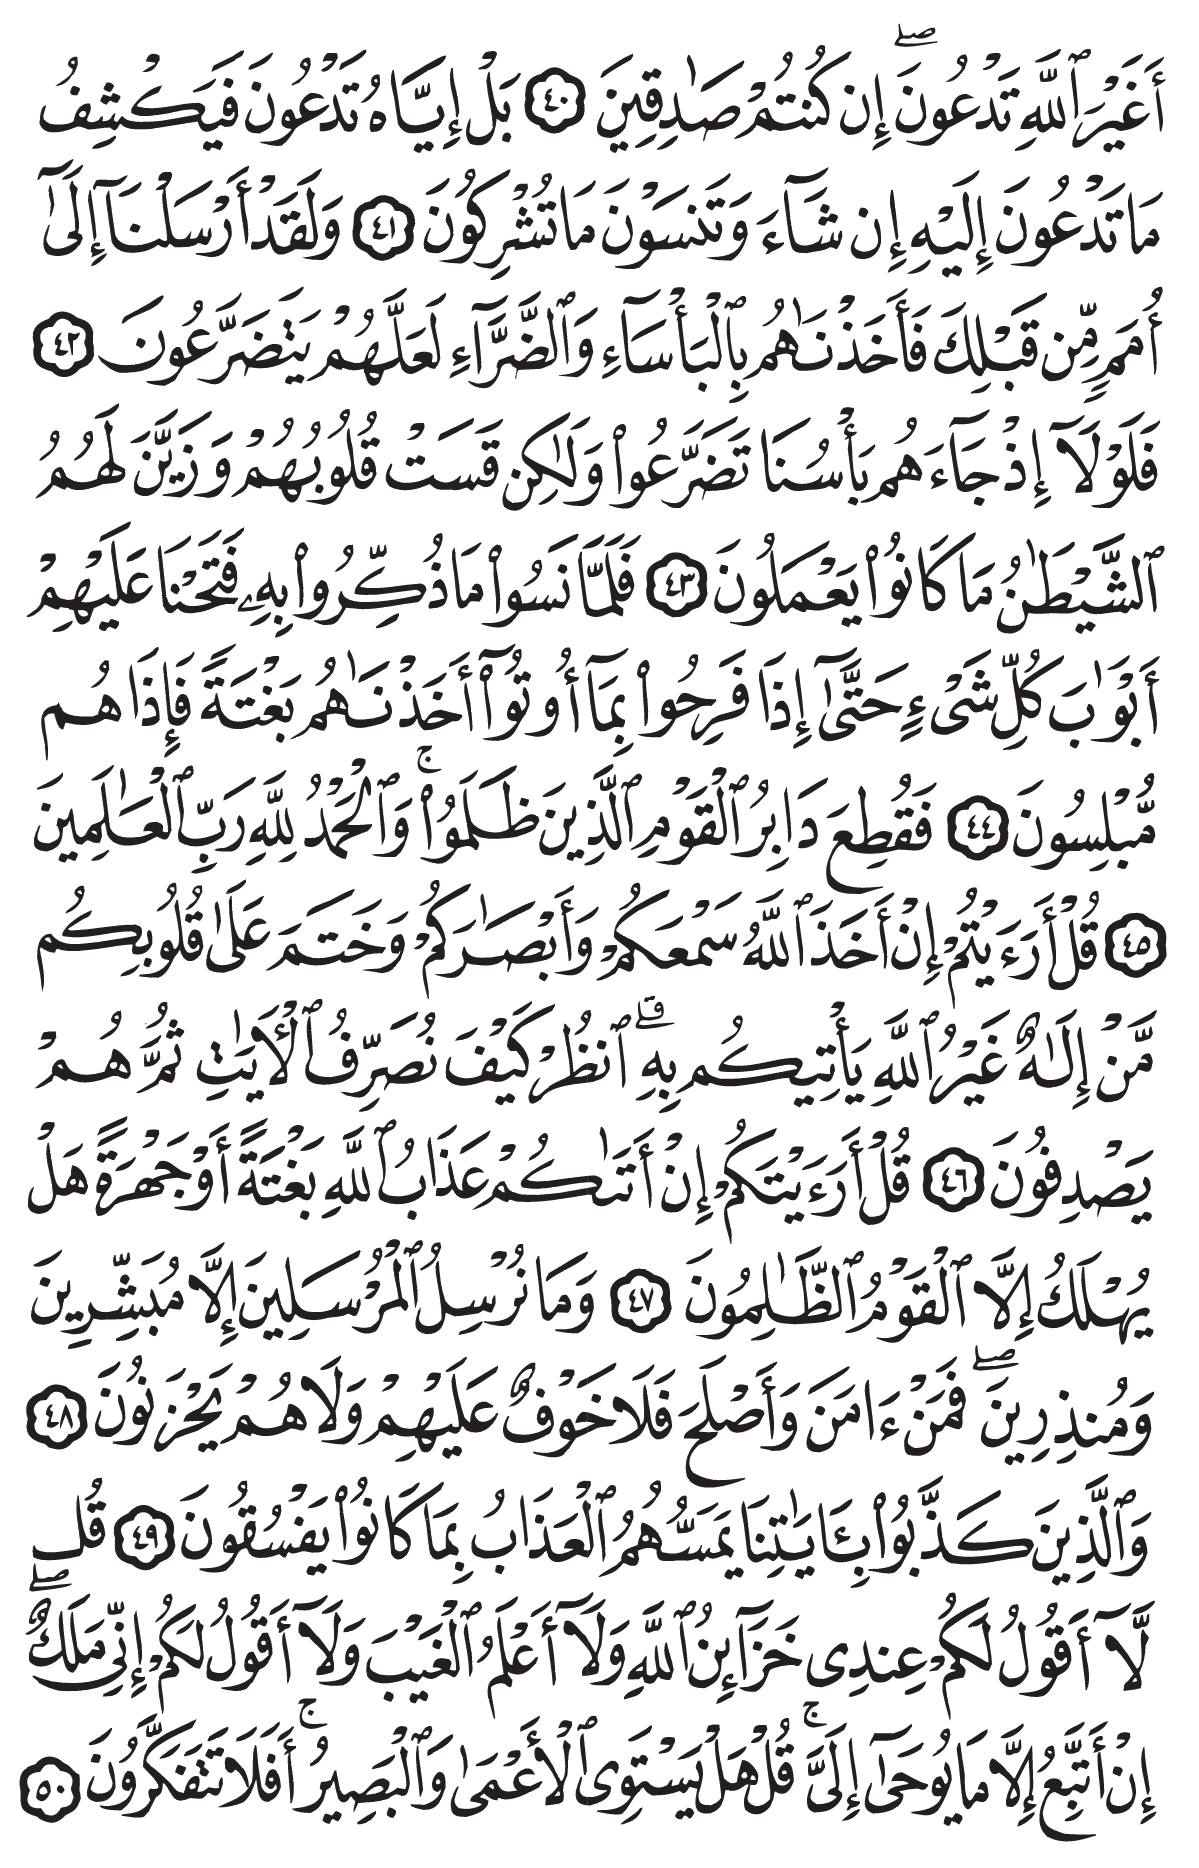 أَغَيْرَ ٱللَّهِ تَدْعُونَ ۖ إِن كُنتُمْ صَـٰدِقِينَ ٤٠ بَلْ إِيَّاهُ تَدْعُونَ فَيَكْشِفُ
مَا تَدْعُونَ إِلَيْهِ إِن شَآءَ وَتَنسَوْنَ مَا تُشْرِكُونَ ٤١ وَلَقَدْ أَرْسَلْنَآ إِلَىٰٓ
أُمَمٍ مِّن قَبْلِكَ فَأَخَذْنَـٰهُم بِٱلْبَأْسَآءِ وَٱلضَّرَّآءِ لَعَلَّهُمْ يَتَضَرَّعُونَ ٤٢
فَلَوْلَآ إِذْ جَآءَهُم بَأْسُنَا تَضَرَّعُوا۟ وَلَـٰكِن قَسَتْ قُلُوبُهُمْ وَزَيَّنَ لَهُمُ
ٱلشَّيْطَـٰنُ مَا كَانُوا۟ يَعْمَلُونَ ٤٣ فَلَمَّا نَسُوا۟ مَا ذُكِّرُوا۟ بِهِۦ فَتَحْنَا عَلَيْهِمْ
أَبْوَٰبَ كُلِّ شَىْءٍ حَتَّىٰٓ إِذَا فَرِحُوا۟ بِمَآ أُوتُوٓا۟ أَخَذْنَـٰهُم بَغْتَةً فَإِذَا هُم
مُّبْلِسُونَ ٤٤ فَقُطِعَ دَابِرُ ٱلْقَوْمِ ٱلَّذِينَ ظَلَمُوا۟ ۚ وَٱلْحَمْدُ لِلَّهِ رَبِّ ٱلْعَـٰلَمِينَ
٤٥ قُلْ أَرَءَيْتُمْ إِنْ أَخَذَ ٱللَّهُ سَمْعَكُمْ وَأَبْصَـٰرَكُمْ وَخَتَمَ عَلَىٰ قُلُوبِكُم
مَّنْ إِلَـٰهٌ غَيْرُ ٱللَّهِ يَأْتِيكُم بِهِ ۗ ٱنظُرْ كَيْفَ نُصَرِّفُ ٱلْـَٔايَـٰتِ ثُمَّ هُمْ
يَصْدِفُونَ ٤٦ قُلْ أَرَءَيْتَكُمْ إِنْ أَتَىٰكُمْ عَذَابُ ٱللَّهِ بَغْتَةً أَوْ جَهْرَةً هَلْ
يُهْلَكُ إِلَّا ٱلْقَوْمُ ٱلظَّـٰلِمُونَ ٤٧ وَمَا نُرْسِلُ ٱلْمُرْسَلِينَ إِلَّا مُبَشِّرِينَ
وَمُنذِرِينَ ۖ فَمَنْ ءَامَنَ وَأَصْلَحَ فَلَا خَوْفٌ عَلَيْهِمْ وَلَا هُمْ يَحْزَنُونَ ٤٨
وَٱلَّذِينَ كَذَّبُوا۟ بِـَٔايَـٰتِنَا يَمَسُّهُمُ ٱلْعَذَابُ بِمَا كَانُوا۟ يَفْسُقُونَ ٤٩ قُل
لَّآ أَقُولُ لَكُمْ عِندِى خَزَآئِنُ ٱللَّهِ وَلَآ أَعْلَمُ ٱلْغَيْبَ وَلَآ أَقُولُ لَكُمْ إِنِّى مَلَكٌ ۖ
إِنْ أَتَّبِعُ إِلَّا مَا يُوحَىٰٓ إِلَىَّ ۚ قُلْ هَلْ يَسْتَوِى ٱلْأَعْمَىٰ وَٱلْبَصِيرُ ۚ أَفَلَا تَتَفَكَّرُونَ ٥٠